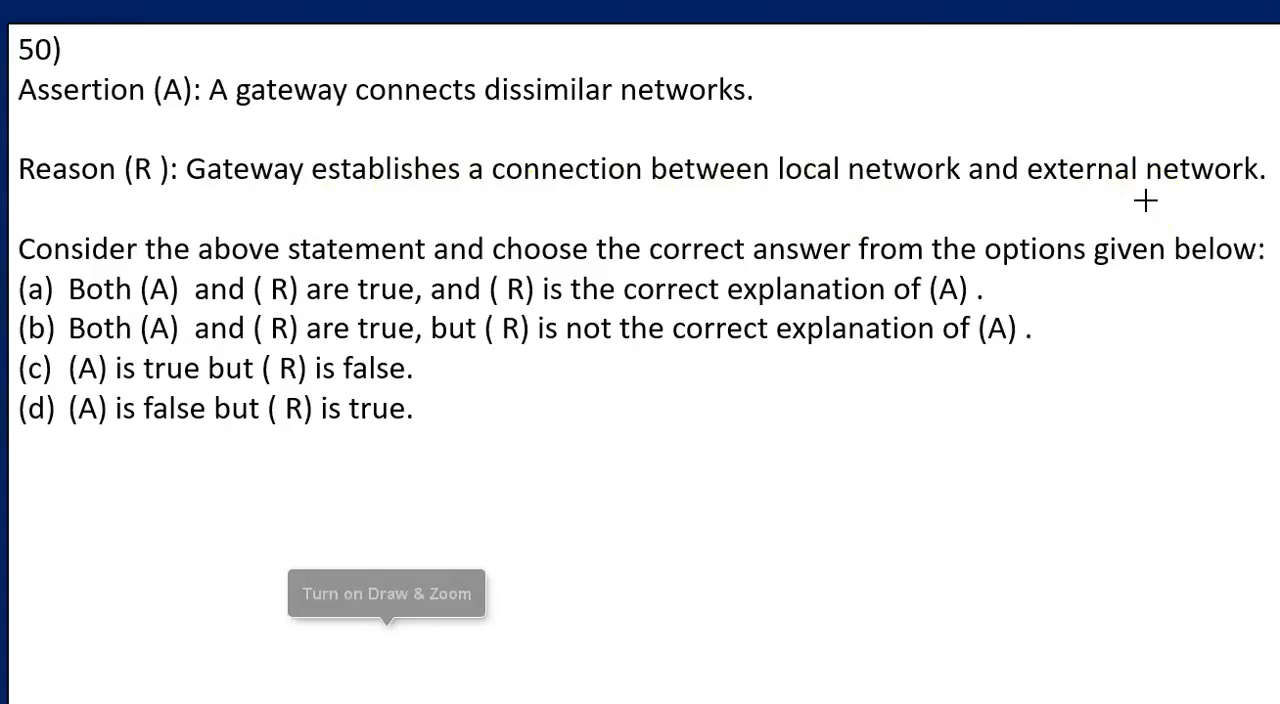 50)
Assertion (A): A gateway connects dissimilar networks.
Reason (R ): Gateway establishes a connection between local network and external network.
Consider the above statement and choose the correct answer from the options given below:
(a) Both (A) and ( R) are true, and ( R) is the correct explanation of (A) .
(b) Both (A) and ( R) are true, but ( R) is not the correct explanation of (A) .
(c) (A) is true but ( R) is false.
(d) (A) is false but ( R) is true.
Turn on Draw & Zoom